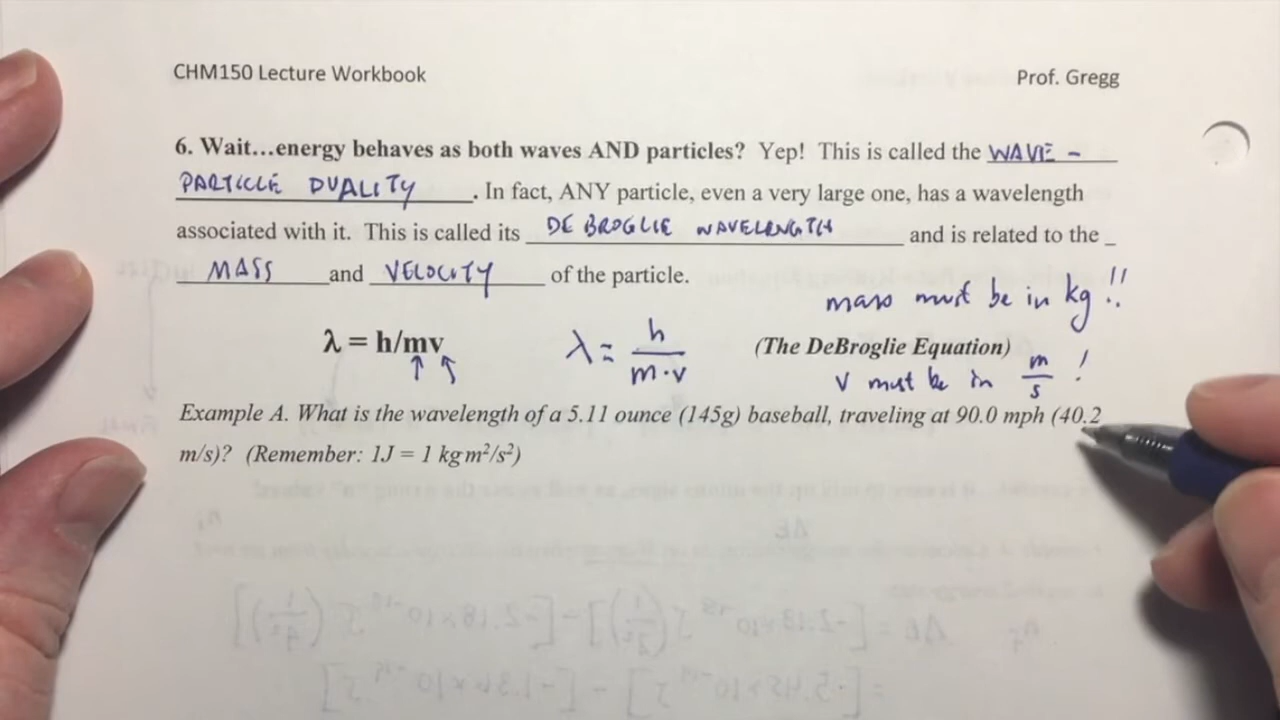 CHM150 Lecture Workbook Prof. Gregg
6. Wait…energy behaves as both waves AND particles? Yep! This is called the WAVE -
PARTICLE DUALITY. In fact, ANY particle, even a very large one, has a wavelength
associated with it. This is called its DE BROGLIE WAVELENGTH and is related to the
MASS and VELOCITY of the particle.
mass must be in kg !!
λ = h/mv λ = h / m · v (The DeBroglie Equation)
v must be in m/s !
Example A. What is the wavelength of a 5.11 ounce (145g) baseball, traveling at 90.0 mph (40.2
m/s)? (Remember: 1J = 1 kgm²/s²)